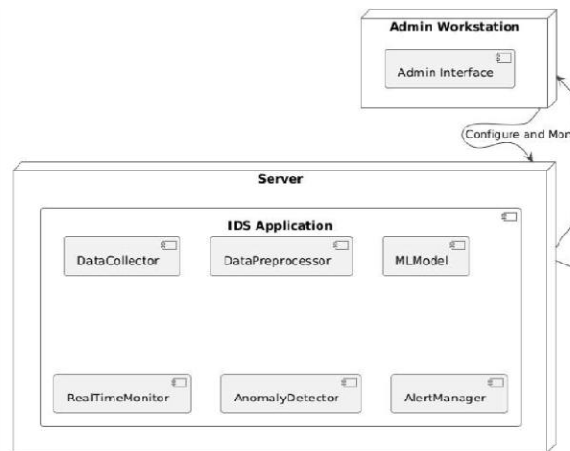 Admin Workstation
Admin Interface
Configure and Mon
Server
IDS Application
DataCollector
DataPreprocessor
MLModel
RealTimeMonitor
AnomalyDetector
AlertManager